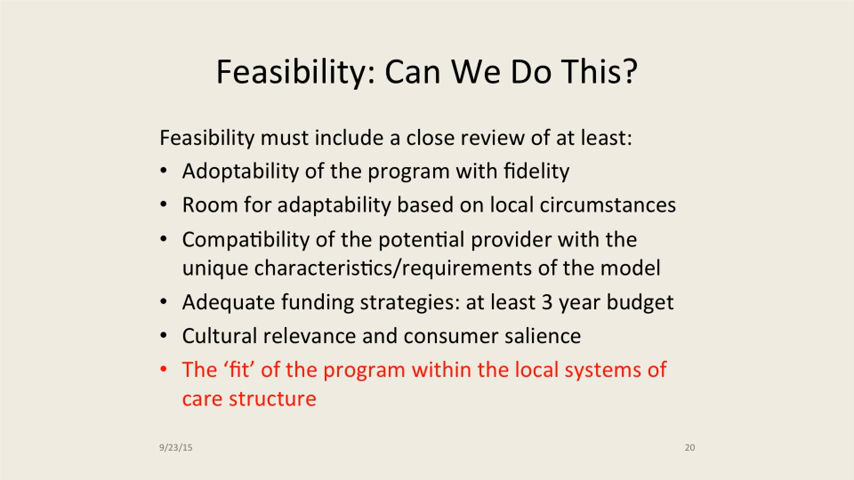 Feasibility: Can We Do This?
Feasibility must include a close review of at least:
• Adoptability of the program with fidelity
• Room for adaptability based on local circumstances
• Compatibility of the potential provider with the
unique characteristics/requirements of the model
• Adequate funding strategies: at least 3 year budget
• Cultural relevance and consumer salience
• The ‘fit’ of the program within the local systems of
care structure
9/23/15
20